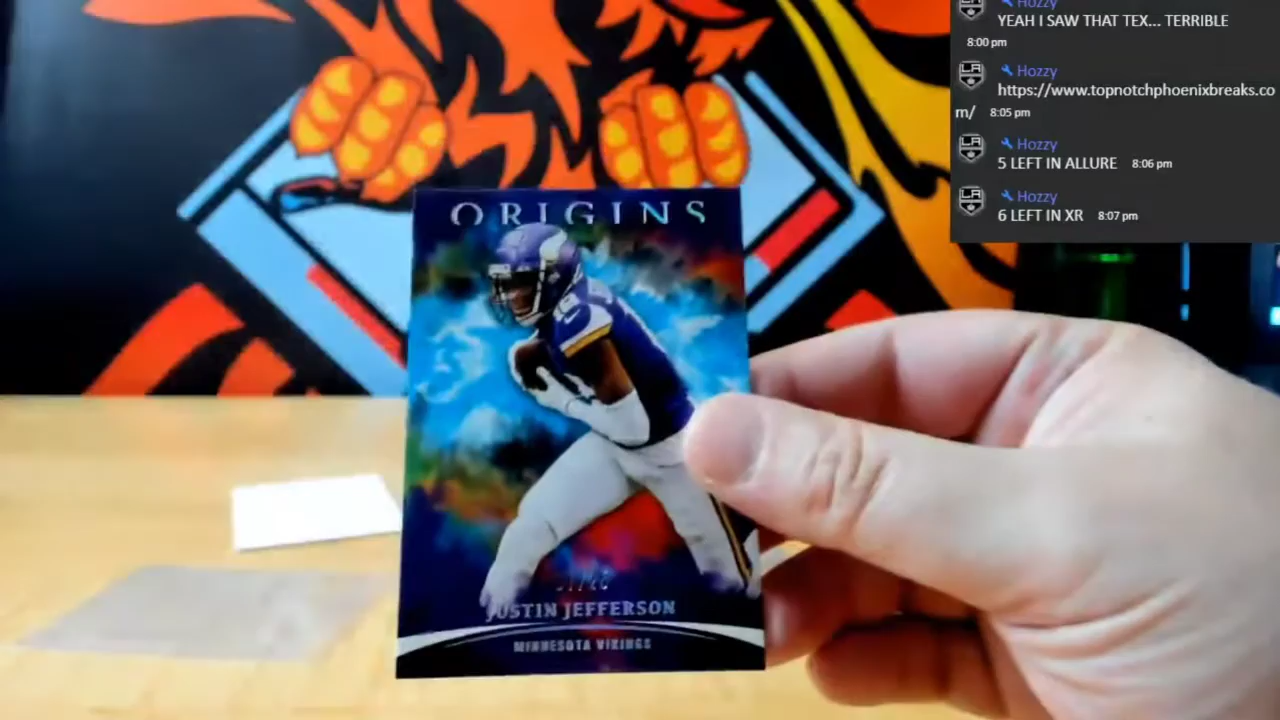 Hozzy
YEAH I SAW THAT TEX... TERRIBLE
8:00 pm
Hozzy
https://www.topnotchphoenixbreaks.co
m/ 8:05 pm
Hozzy
5 LEFT IN ALLURE 8:06 pm
Hozzy
6 LEFT IN XR 8:07 pm
ORIGINS
JUSTIN JEFFERSON
MINNESOTA VIKINGS